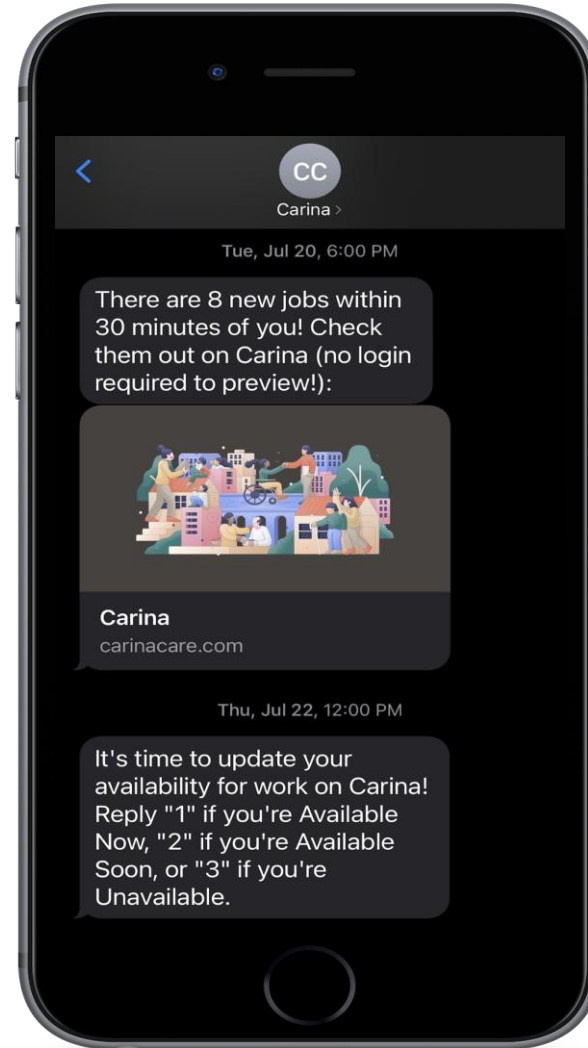 CC
Carina >
Tue, Jul 20, 6:00 PM
There are 8 new jobs within
30 minutes of you! Check
them out on Carina (no login
required to preview!):
Carina
carinacare.com
Thu, Jul 22, 12:00 PM
It's time to update your
availability for work on Carina!
Reply "1" if you're Available
Now, "2" if you're Available
Soon, or "3" if you're
Unavailable.